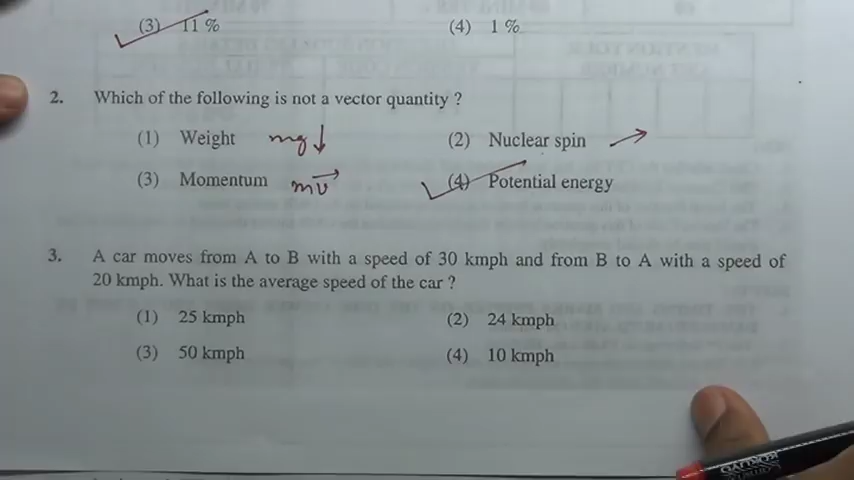 (3) 11 % (4) 1 %
2. Which of the following is not a vector quantity ?
(1) Weight mg↓ (2) Nuclear spin
(3) Momentum mv (4) Potential energy
3. A car moves from A to B with a speed of 30 kmph and from B to A with a speed of
20 kmph. What is the average speed of the car ?
(1) 25 kmph (2) 24 kmph
(3) 50 kmph (4) 10 kmph